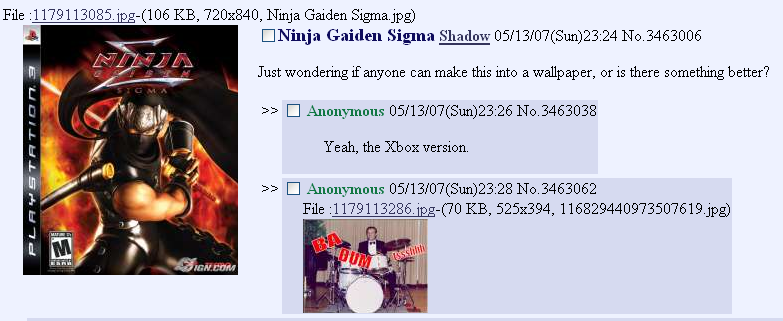 File :1179113085.jpg-(106 KB, 720x840, Ninja Gaiden Sigma.jpg)
Ninja Gaiden Sigma Shadow 05/13/07(Sun)23:24 No.3463006
Just wondering if anyone can make this into a wallpaper, or is there something better?
>> Anonymous 05/13/07(Sun)23:26 No.3463038
Yeah, the Xbox version.
>> Anonymous 05/13/07(Sun)23:28 No.3463062
File :1179113286.jpg-(70 KB, 525x394, 116829440973507619.jpg)
BA
DUM
PLAYSTATION 3
NINJA
GAIDEN
SIGMA
M
ESRB
IGN.COM